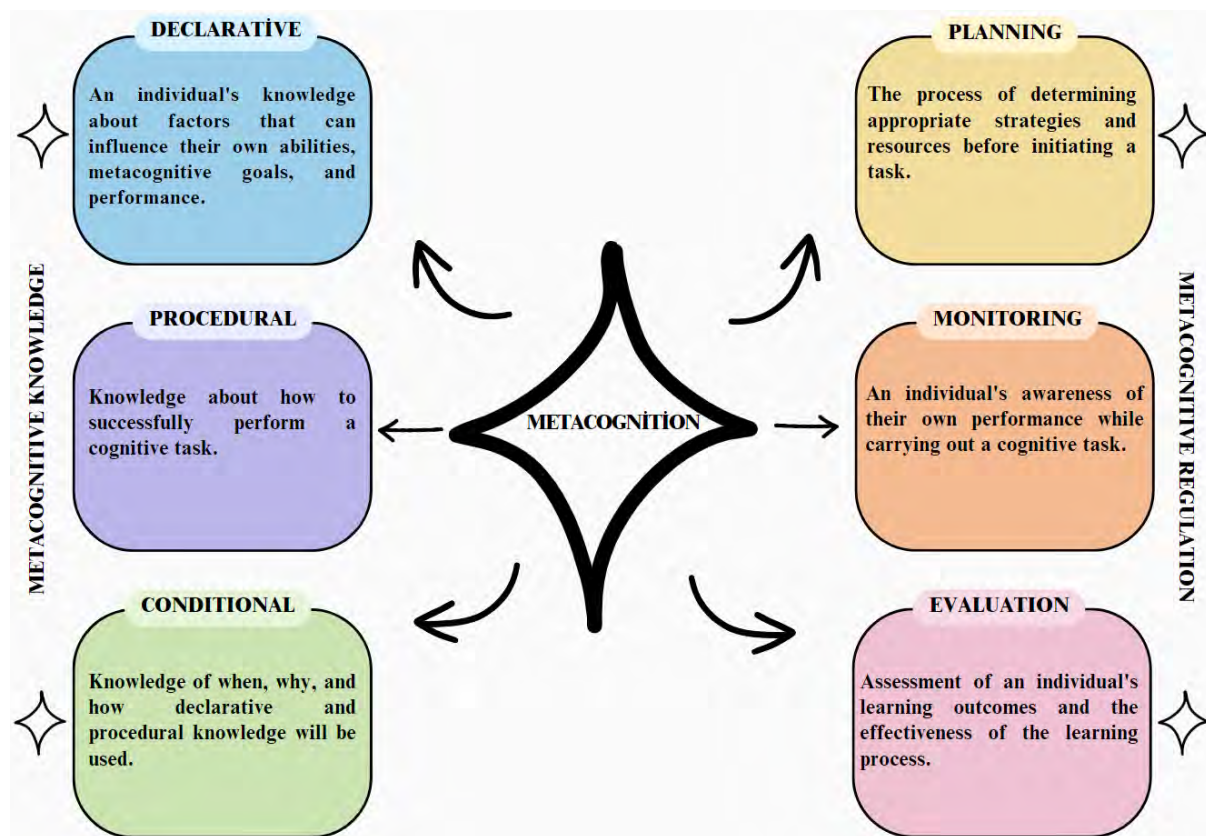 DECLARATİVE
An individual's knowledge
about factors that can
influence their own abilities,
metacognitive goals, and
performance.
METACOGNITIVE KNOWLEDGE
PROCEDURAL
Knowledge about how to
successfully perform a
cognitive task.
CONDITIONAL
Knowledge of when, why, and
how declarative and
procedural knowledge will be
used.
METACOGNİTİON
PLANNING
The process of determining
appropriate strategies and
resources before initiating a
task.
MONITORING
An individual's awareness of
their own performance while
carrying out a cognitive task.
METACOGNITIVE REGULATION
EVALUATION
Assessment of an individual's
learning outcomes and the
effectiveness of the learning
process.